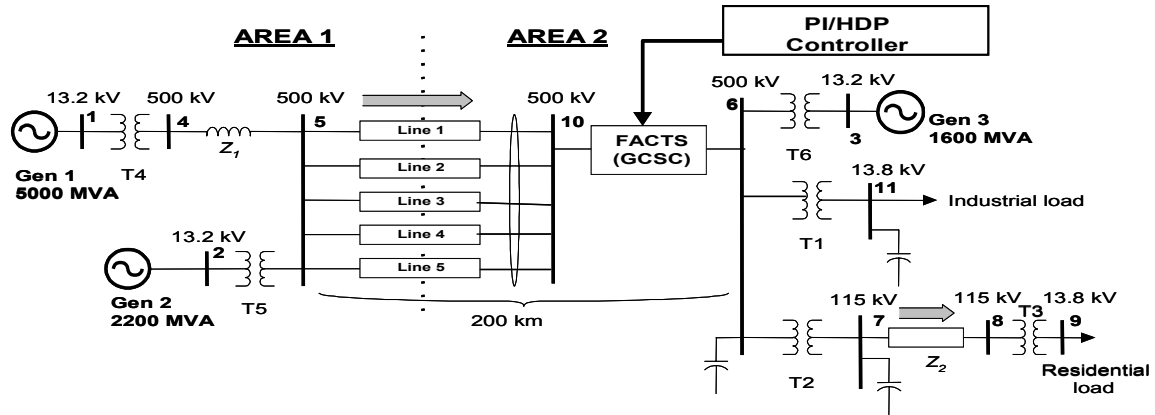 AREA 1
AREA 2
PI/HDP
Controller
13.2 kV
500 kV
500 kV
500 kV
500 kV
13.2 kV
1
4
5
10
6
3
Line 1
Line 2
Line 3
Line 4
Line 5
Z1
T4
Gen 1
5000 MVA
FACTS
(GCSC)
T6
Gen 3
1600 MVA
13.8 kV
11
Industrial load
T1
13.2 kV
2
T5
Gen 2
2200 MVA
200 km
115 kV
115 kV
13.8 kV
7
8
T3
9
T2
Z2
Residential
load